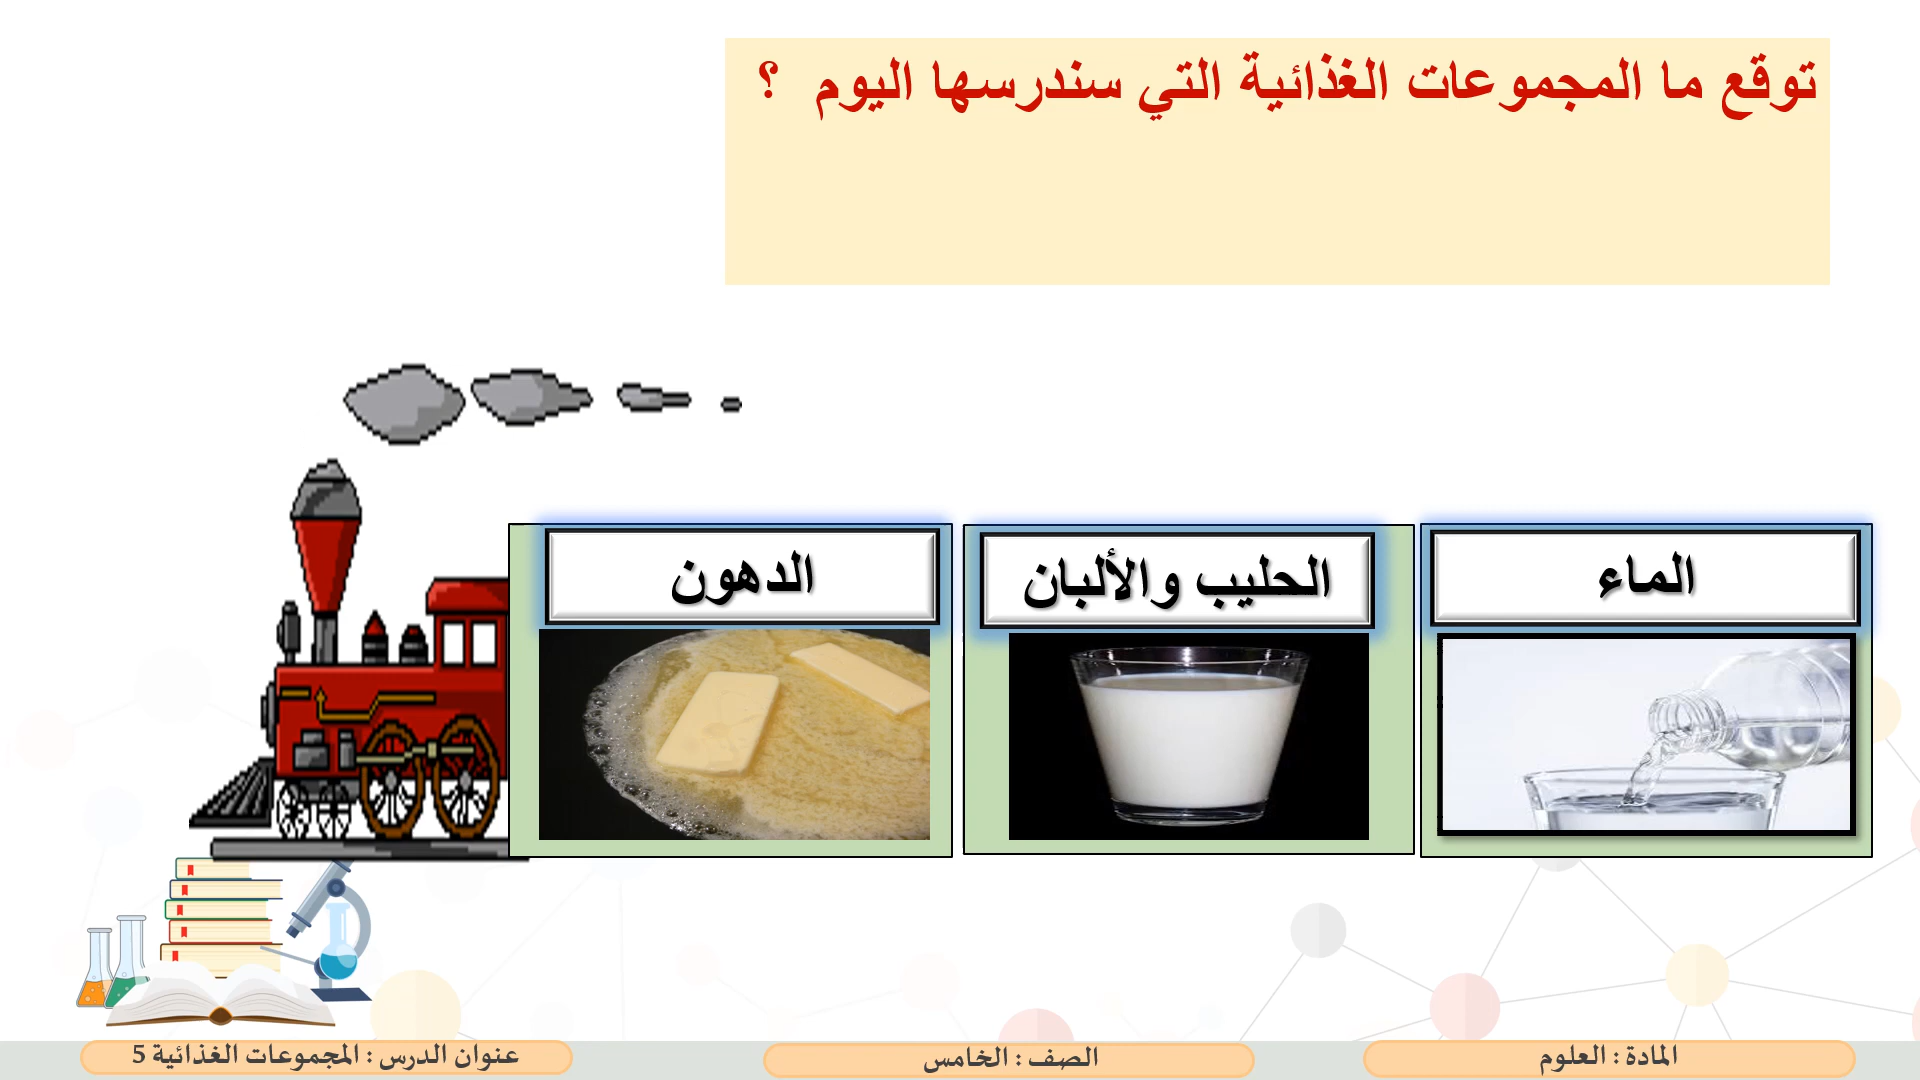 توقع ما المجموعات الغذائية التي سندرسها اليوم ؟
الماء
الحليب والألبان
الدهون
المادة : العلوم
الصف : الخامس
عنوان الدرس : المجموعات الغذائية 5